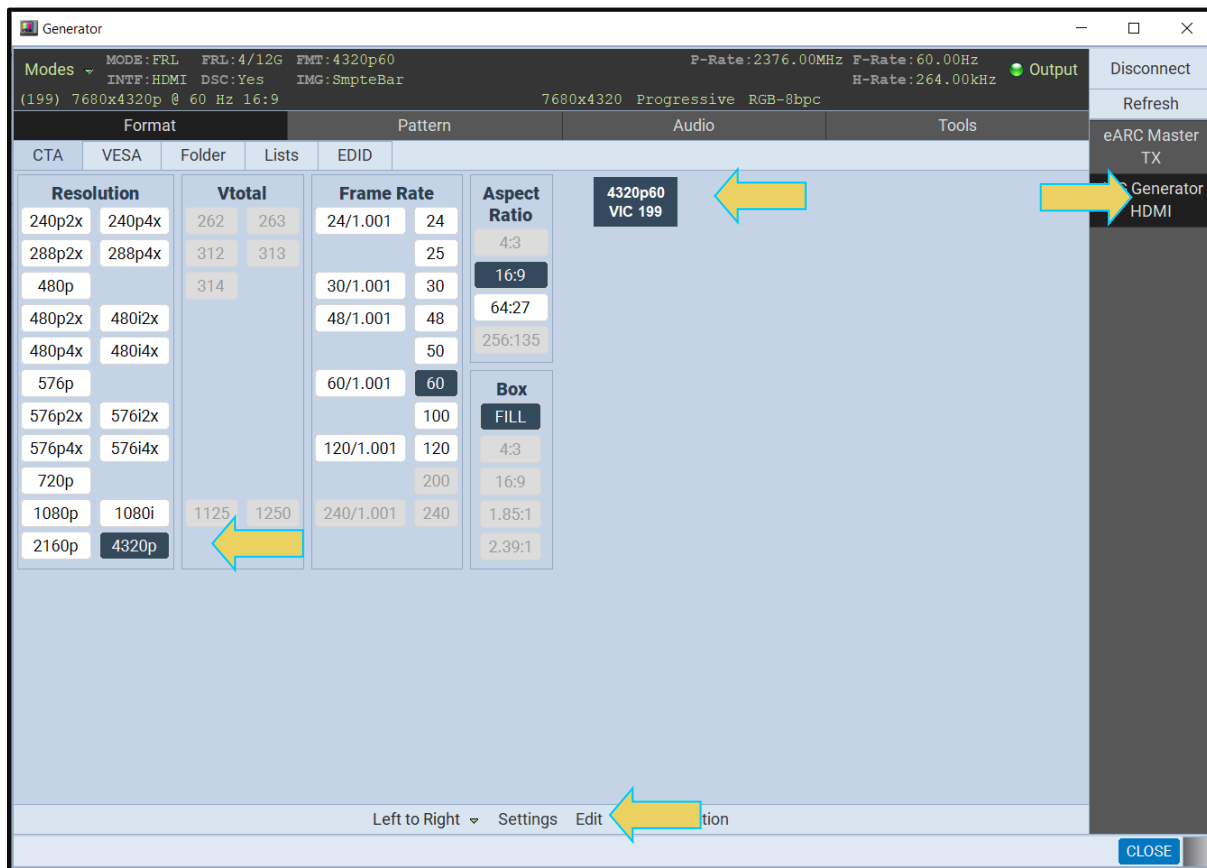 Generator
Modes MODE:FRL FRL:4/12G FMT:4320p60 P-Rate:2376.00MHz F-Rate:60.00Hz Output
INTF:HDMI DSC:Yes IMG:SmpteBar H-Rate:264.00kHz
(199) 7680x4320p @ 60 Hz 16:9 7680x4320 Progressive RGB-8bpc
Disconnect
Refresh
eARC Master
TX
Generator
HDMI
Format Pattern Audio Tools
CTA VESA Folder Lists EDID
Resolution
240p2x 240p4x
288p2x 288p4x
480p
480p2x 480i2x
480p4x 480i4x
576p
576p2x 576i2x
576p4x 576i4x
720p
1080p 1080i
2160p 4320p
Vtotal
262 263
312 313
314
1125 1250
Frame Rate
24/1.001 24
25
30/1.001 30
48/1.001 48
50
60/1.001 60
100
120/1.001 120
200
240/1.001 240
Aspect
Ratio
4:3
16:9
64:27
256:135
Box
FILL
4:3
16:9
1.85:1
2.39:1
4320p60
VIC 199
Left to Right Settings Edit
CLOSE